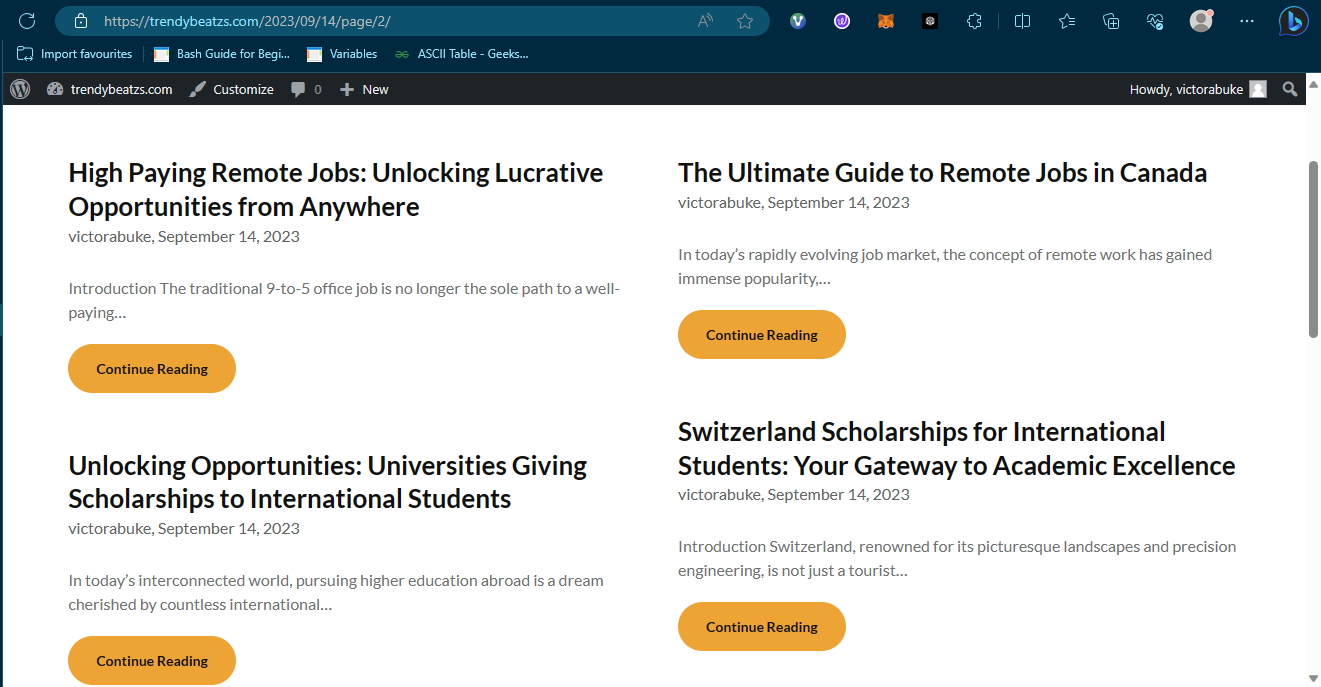 https://trendybeatzs.com/2023/09/14/page/2/
Import favourites
Bash Guide for Begi...
Variables
ASCII Table - Geeks...
trendybeatzs.com
Customize
0
New
Howdy, victorabuke
High Paying Remote Jobs: Unlocking Lucrative
Opportunities from Anywhere
victorabuke, September 14, 2023
Introduction The traditional 9-to-5 office job is no longer the sole path to a well-
paying…
Continue Reading
The Ultimate Guide to Remote Jobs in Canada
victorabuke, September 14, 2023
In today’s rapidly evolving job market, the concept of remote work has gained
immense popularity,…
Continue Reading
Unlocking Opportunities: Universities Giving
Scholarships to International Students
victorabuke, September 14, 2023
In today’s interconnected world, pursuing higher education abroad is a dream
cherished by countless international…
Continue Reading
Switzerland Scholarships for International
Students: Your Gateway to Academic Excellence
victorabuke, September 14, 2023
Introduction Switzerland, renowned for its picturesque landscapes and precision
engineering, is not just a tourist…
Continue Reading